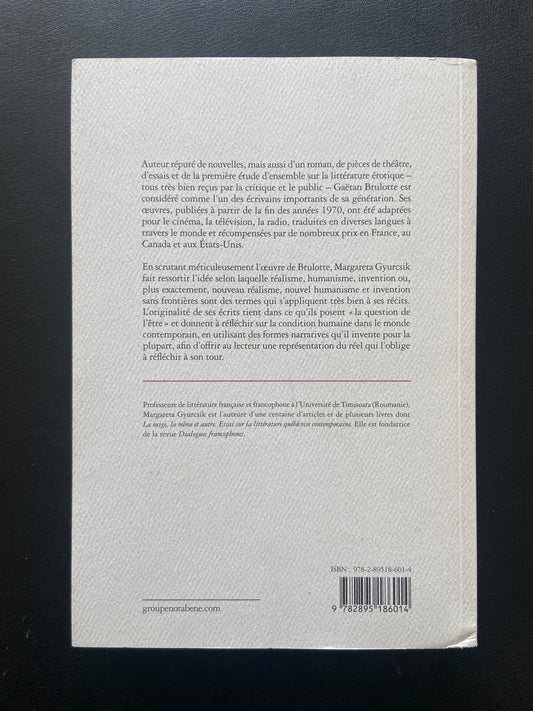 Auteur réputé de nouvelles, mais aussi d'un roman, de pièces de théâtre,
d'essais et de la première étude d'ensemble sur la littérature érotique –
tous très bien reçus par la critique et le public – Gaëtan Brulotte est
considéré comme l'un des écrivains importants de sa génération. Ses
œuvres, publiées à partir de la fin des années 1970, ont été adaptées
pour le cinéma, la télévision, la radio, traduites en diverses langues à
travers le monde et récompensées par de nombreux prix en France, au
Canada et aux États-Unis.
En scrutant méticuleusement l'œuvre de Brulotte, Margareta Gyurcsik
fait ressortir l'idée selon laquelle réalisme, humanisme, invention ou,
plus exactement, nouveau réalisme, nouvel humanisme et invention
sans frontières sont des termes qui s'appliquent très bien à ses récits.
L'originalité de ses écrits tient dans ce qu'ils posent « la question de
l'être » et donnent à réfléchir sur la condition humaine dans le monde
contemporain, en utilisant des formes narratives qu'il invente pour la
plupart, afin d'offrir au lecteur une représentation du réel qui l'oblige
à réfléchir à son tour.
Professeure de littérature française et francophone à l'Université de Timisoara (Roumanie),
Margareta Gyurcsik est l'auteure d'une centaine d'articles et de plusieurs livres dont
La neige, la même et autre. Essai sur la littérature québécoise contemporaine. Elle est fondatrice
de la revue Dialogues francophones.
ISBN 978-2-89518-601-4
groupenotabene.com
9 782895 186014